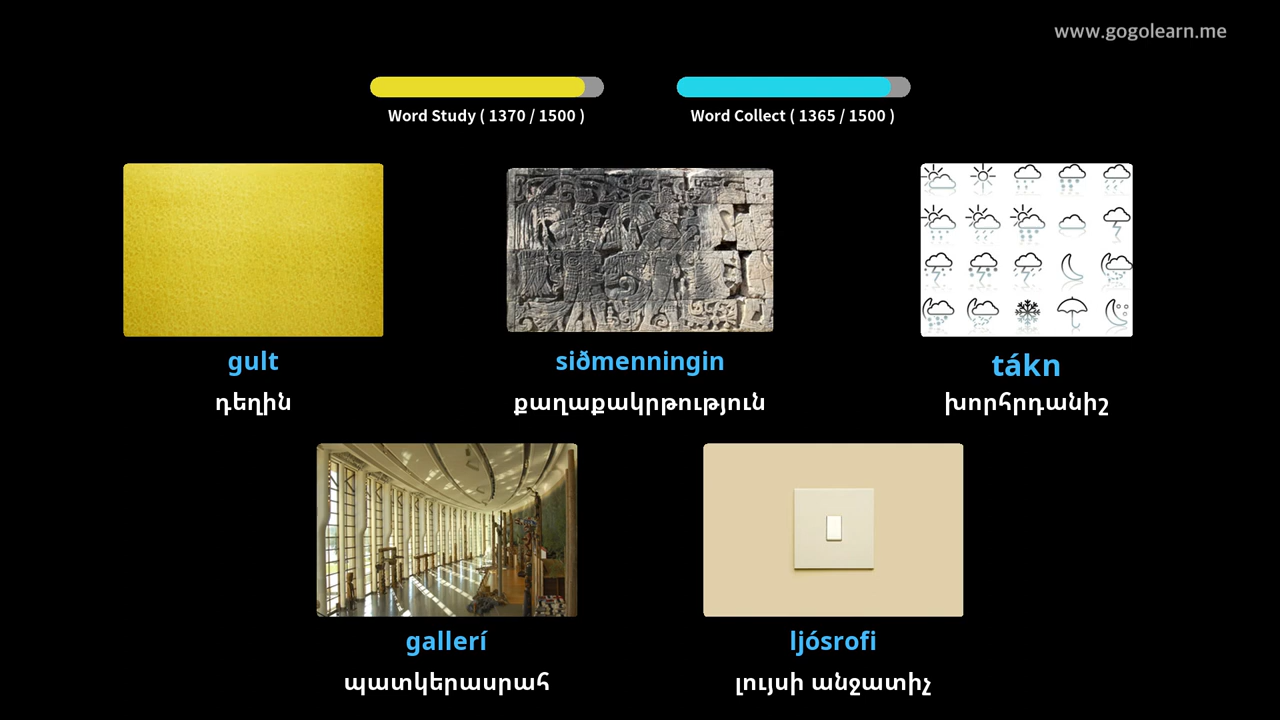 www.gogolearn.me
Word Study ( 1370 / 1500 )
Word Collect ( 1365 / 1500 )
gult
siðmenningin
tákn
դեղին
քաղաքակրթություն
խորհրդանիշ
gallerí
ljósrofi
պատկերասրահ
լույսի անջատիչ